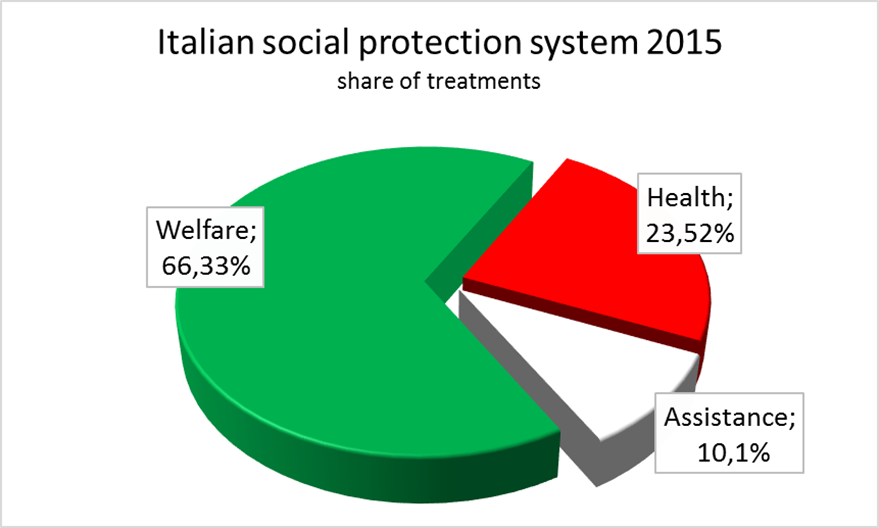 Italian social protection system 2015
share of treatments
Health;
23,52%
Welfare;
66,33%
Assistance;
10,1%